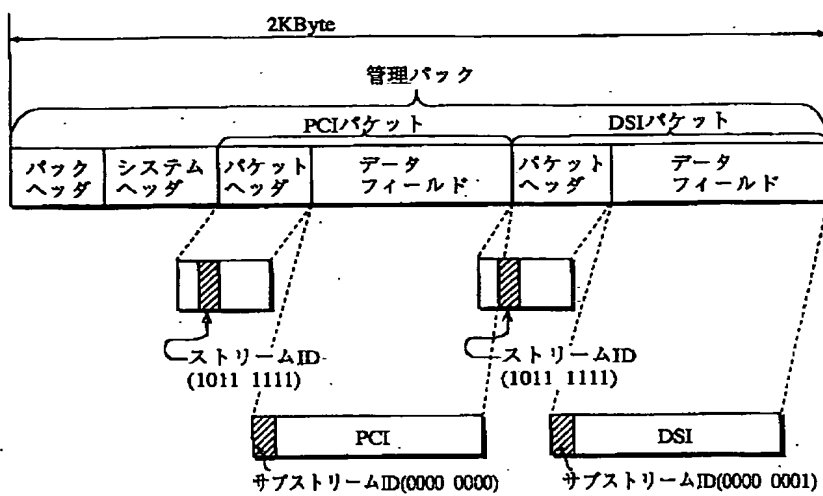 2KByte
管理パック
PCIパケット
DSIパケット
パック
ヘッダ
システム
ヘッダ
パケット
ヘッダ
データ
フィールド
パケット
ヘッダ
データ
フィールド
ストリームID
(1011 1111)
ストリームID
(1011 1111)
PCI
DSI
サブストリームID(0000 0000)
サブストリームID(0000 0001)